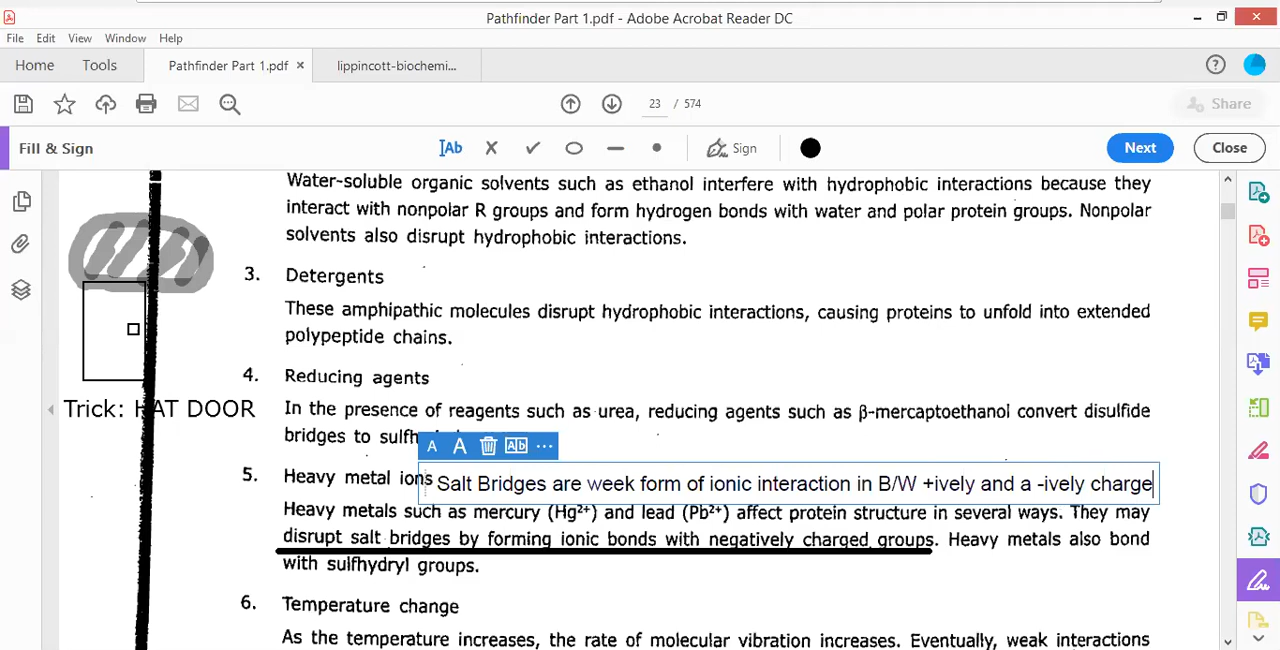 Pathfinder Part 1.pdf - Adobe Acrobat Reader DC
File Edit View Window Help
Home Tools Pathfinder Part 1.pdf × lippincott-biochemi...
23 / 574
Share
Fill & Sign
Ab
Sign
Next
Close
Water-soluble organic solvents such as ethanol interfere with hydrophobic interactions because they
interact with nonpolar R groups and form hydrogen bonds with water and polar protein groups. Nonpolar
solvents also disrupt hydrophobic interactions.
3. Detergents
These amphipathic molecules disrupt hydrophobic interactions, causing proteins to unfold into extended
polypeptide chains.
4. Reducing agents
Trick: HAT DOOR
In the presence of reagents such as urea, reducing agents such as β-mercaptoethanol convert disulfide
bridges to sulfh
A A Ab ...
5. Heavy metal ions
Salt Bridges are week form of ionic interaction in B/W +ively and a -ively charge
Heavy metals such as mercury (Hg²⁺) and lead (Pb²⁺) affect protein structure in several ways. They may
disrupt salt bridges by forming ionic bonds with negatively charged groups. Heavy metals also bond
with sulfhydryl groups.
6. Temperature change
As the temperature increases, the rate of molecular vibration increases. Eventually, weak interactions